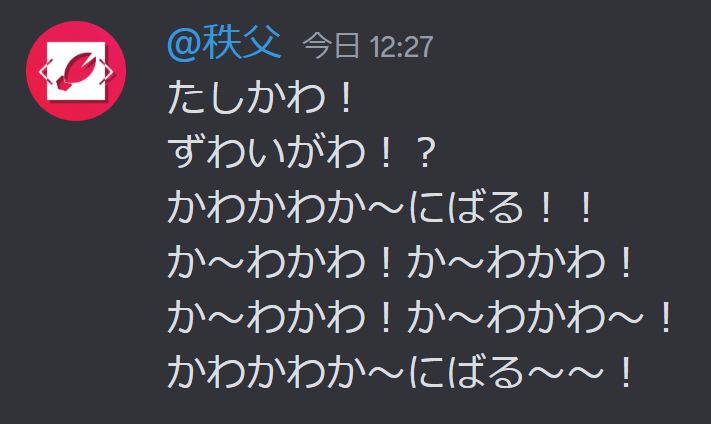 @秩父 今日 12:27
たしかわ！
ずわいがわ！？
かわかわか～にばる！！
か～わかわ！か～わかわ！
か～わかわ！か～わかわ～！
かわかわか～にばる～～！